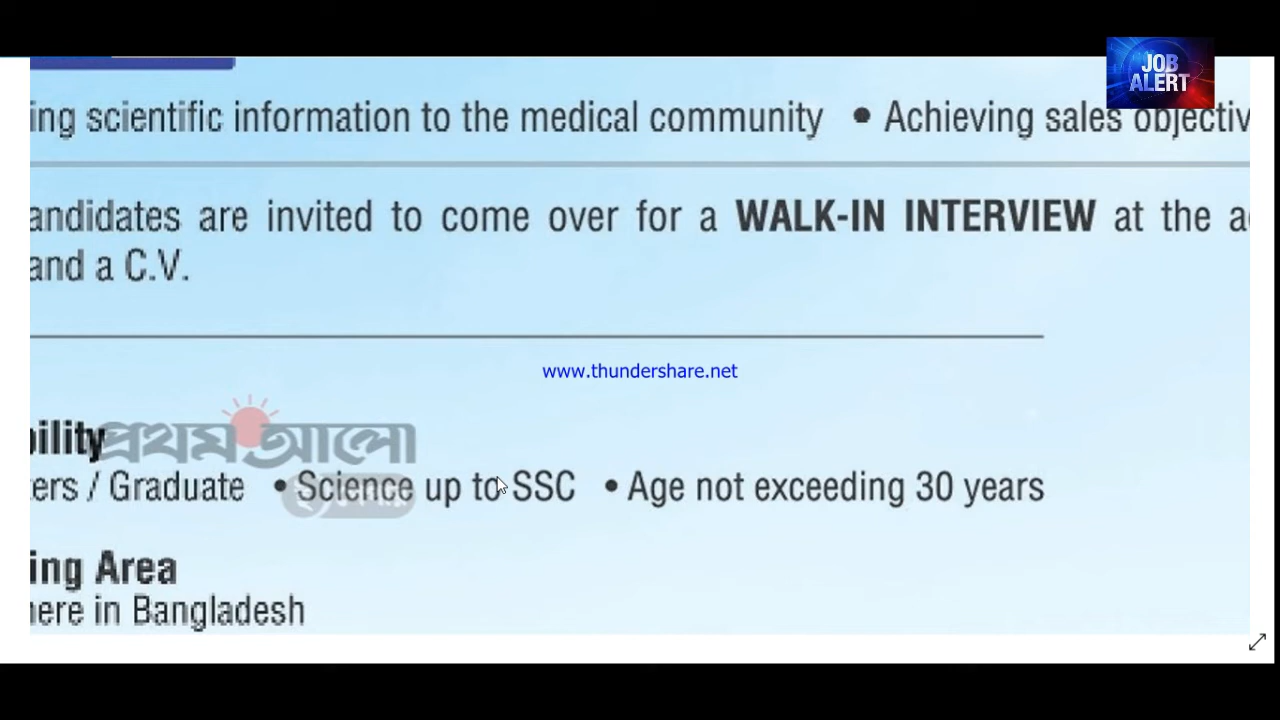 JOB
ALERT
ing scientific information to the medical community • Achieving sales objectiv
andidates are invited to come over for a WALK-IN INTERVIEW at the a
and a C.V.
www.thundershare.net
bility
প্রথম আলো
ters / Graduate • Science up to SSC • Age not exceeding 30 years
ing Area
here in Bangladesh